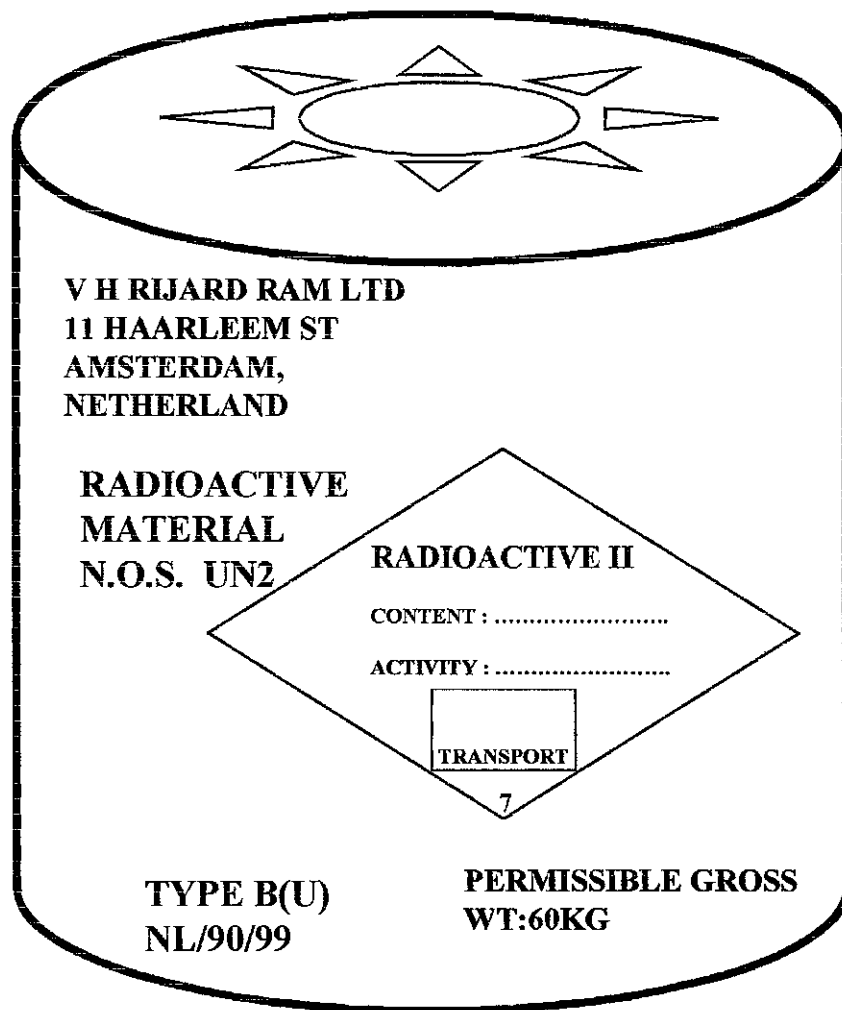 V H RIJARD RAM LTD
11 HAARLEEM ST
AMSTERDAM,
NETHERLAND
RADIOACTIVE
MATERIAL
N.O.S. UN2
RADIOACTIVE II
CONTENT : ..........................
ACTIVITY : ..........................
TRANSPORT
7
TYPE B(U)
NL/90/99
PERMISSIBLE GROSS
WT:60KG